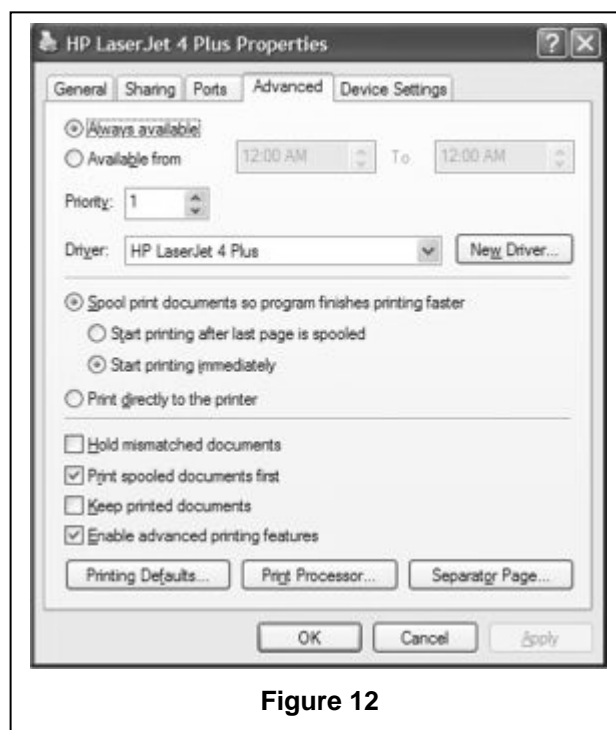 HP LaserJet 4 Plus Properties
General Sharing Ports Advanced Device Settings
Always available
Available from 12:00 AM To 12:00 AM
Priority: 1
Driver: HP LaserJet 4 Plus New Driver...
Spool print documents so program finishes printing faster
Start printing after last page is spooled
Start printing immediately
Print directly to the printer
Hold mismatched documents
Print spooled documents first
Keep printed documents
Enable advanced printing features
Printing Defaults... Print Processor... Separator Page...
OK Cancel Apply
Figure 12